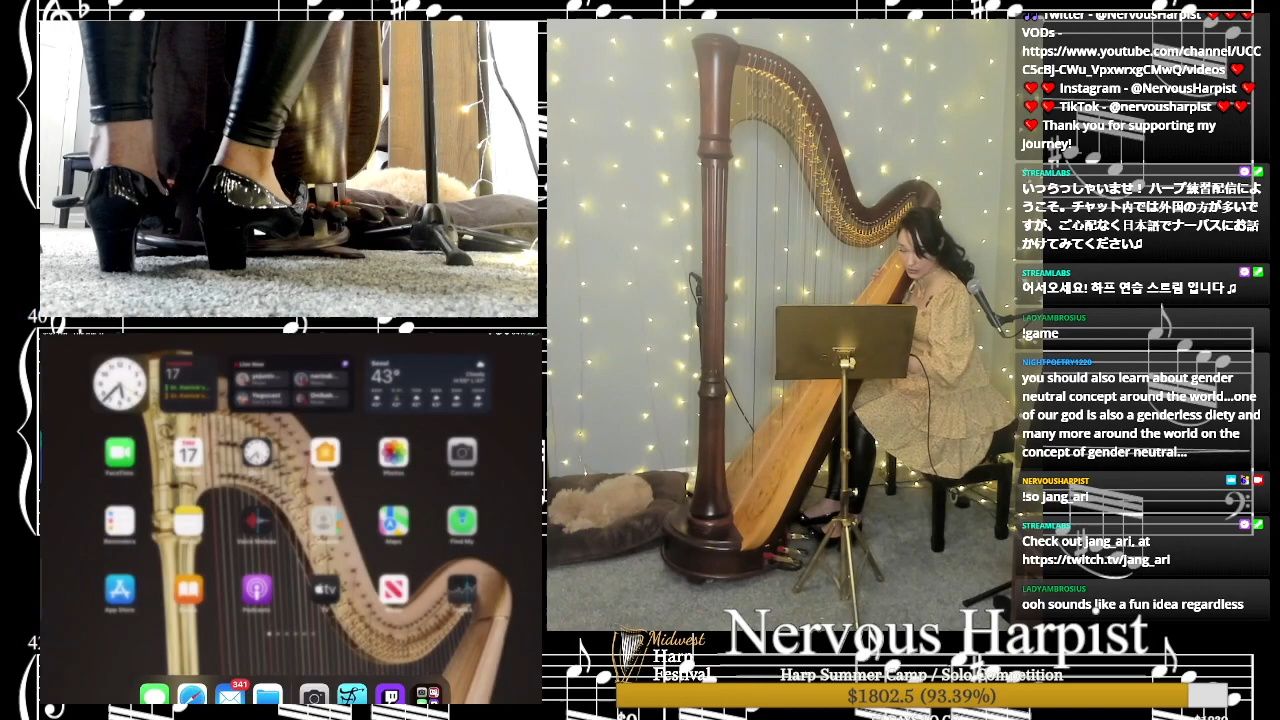 Twitter - @NervousHarpist
VODs -
https://www.youtube.com/channel/UCC
C5cBJ-CWu_VpxwrxgCMwQ/videos
Instagram - @NervousHarpist
TikTok - @nervousharpist
Thank you for supporting my
journey!
STREAMLABS
いらっしゃいませ！ハープ練習配信によ
うこそ。チャット内では外国の方が多いで
すが、ご心配なく日本語でナーバスにお話
かけてみてください♫
STREAMLABS
어서오세요! 하프 연습 스트림 입니다 ♫
LADYAMBROSIUS
!game
NIGHTPOETRY1220
you should also learn about gender
neutral concept around the world...one
of our god is also a genderless diety and
many more around the world on the
concept of gender neutral...
NERVOUSHARPIST
!so jang_ari
STREAMLABS
Check out jang_ari, at
https://twitch.tv/jang_ari
LADYAMBROSIUS
ooh sounds like a fun idea regardless
17
Live Now
Seoul
43°
FaceTime
17
Photos
Camera
Reminders
Voice Memos
Maps
Find My
App Store
Podcasts
tv
341
Midwest
Harp
Festival
Nervous Harpist
Harp Summer Camp / Solo Competition
$1802.5 (93.39%)